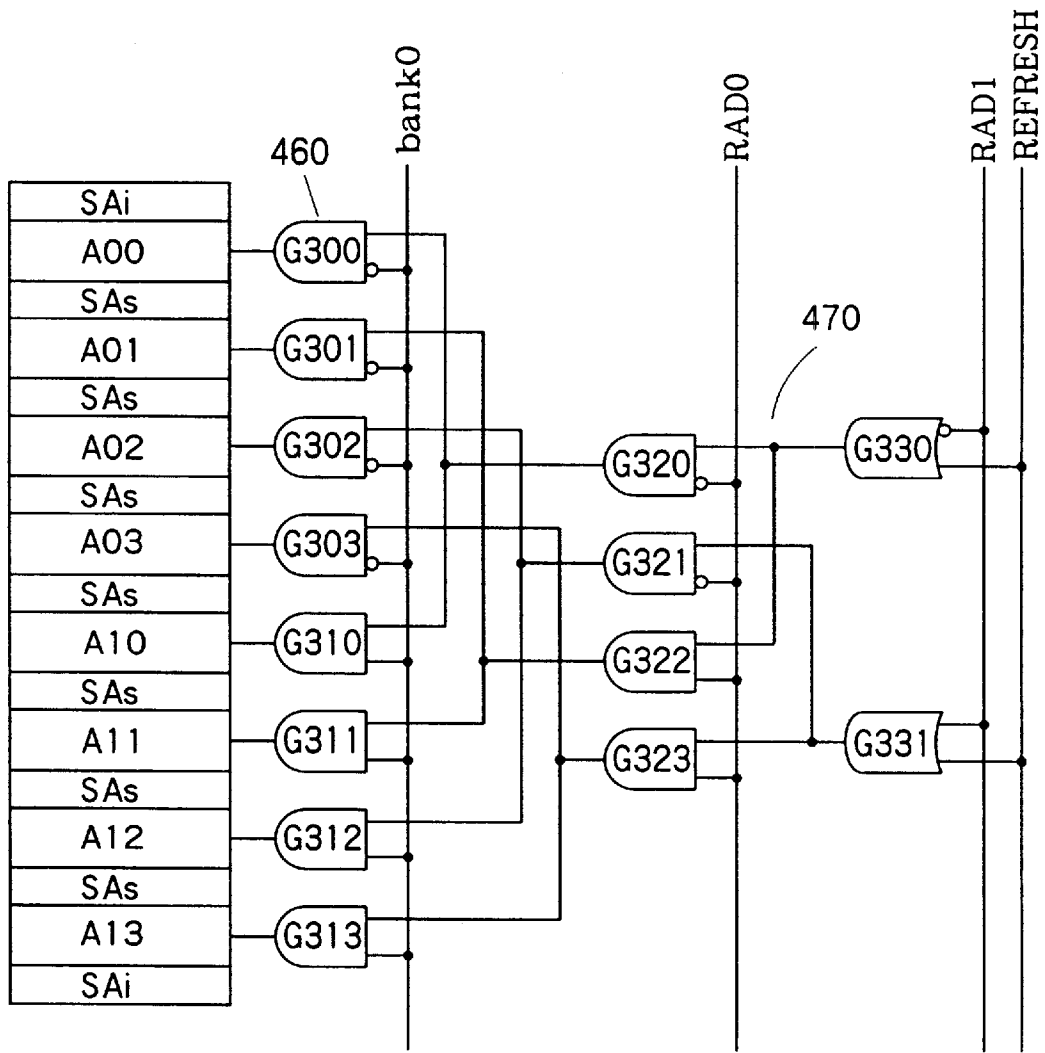 bank0
RAD0
RAD1
REFRESH
460
470
SAi
A00
SAs
A01
SAs
A02
SAs
A03
SAs
A10
SAs
A11
SAs
A12
SAs
A13
SAi
G300
G301
G302
G303
G310
G311
G312
G313
G320
G321
G322
G323
G330
G331